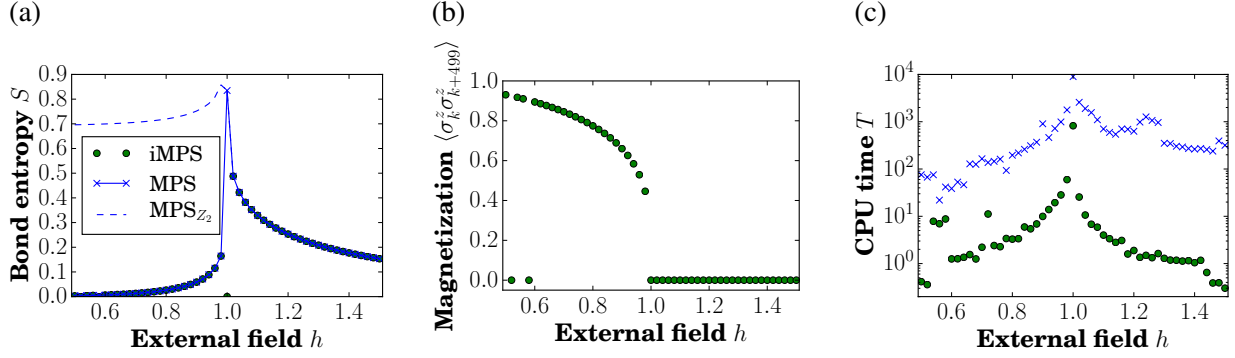 (a)
Bond entropy S
0.9
0.8
0.7
0.6
0.5
0.4
0.3
0.2
0.1
0.0
iMPS
MPS
MPS_{Z_2}
0.6 0.8 1.0 1.2 1.4
External field h
(b)
Magnetization ⟨σ^z_k σ^z_{k+499}⟩
1.0
0.8
0.6
0.4
0.2
0.0
0.6 0.8 1.0 1.2 1.4
External field h
(c)
CPU time T
10^4
10^3
10^2
10^1
10^0
0.6 0.8 1.0 1.2 1.4
External field h